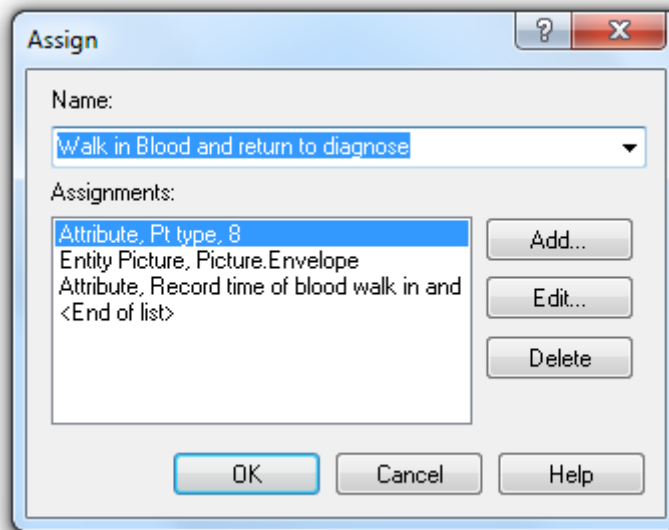 Assign
Name:
Walk in Blood and return to diagnose
Assignments:
Attribute, Pt type, 8
Entity Picture, Picture.Envelope
Attribute, Record time of blood walk in and
<End of list>
Add...
Edit...
Delete
OK
Cancel
Help